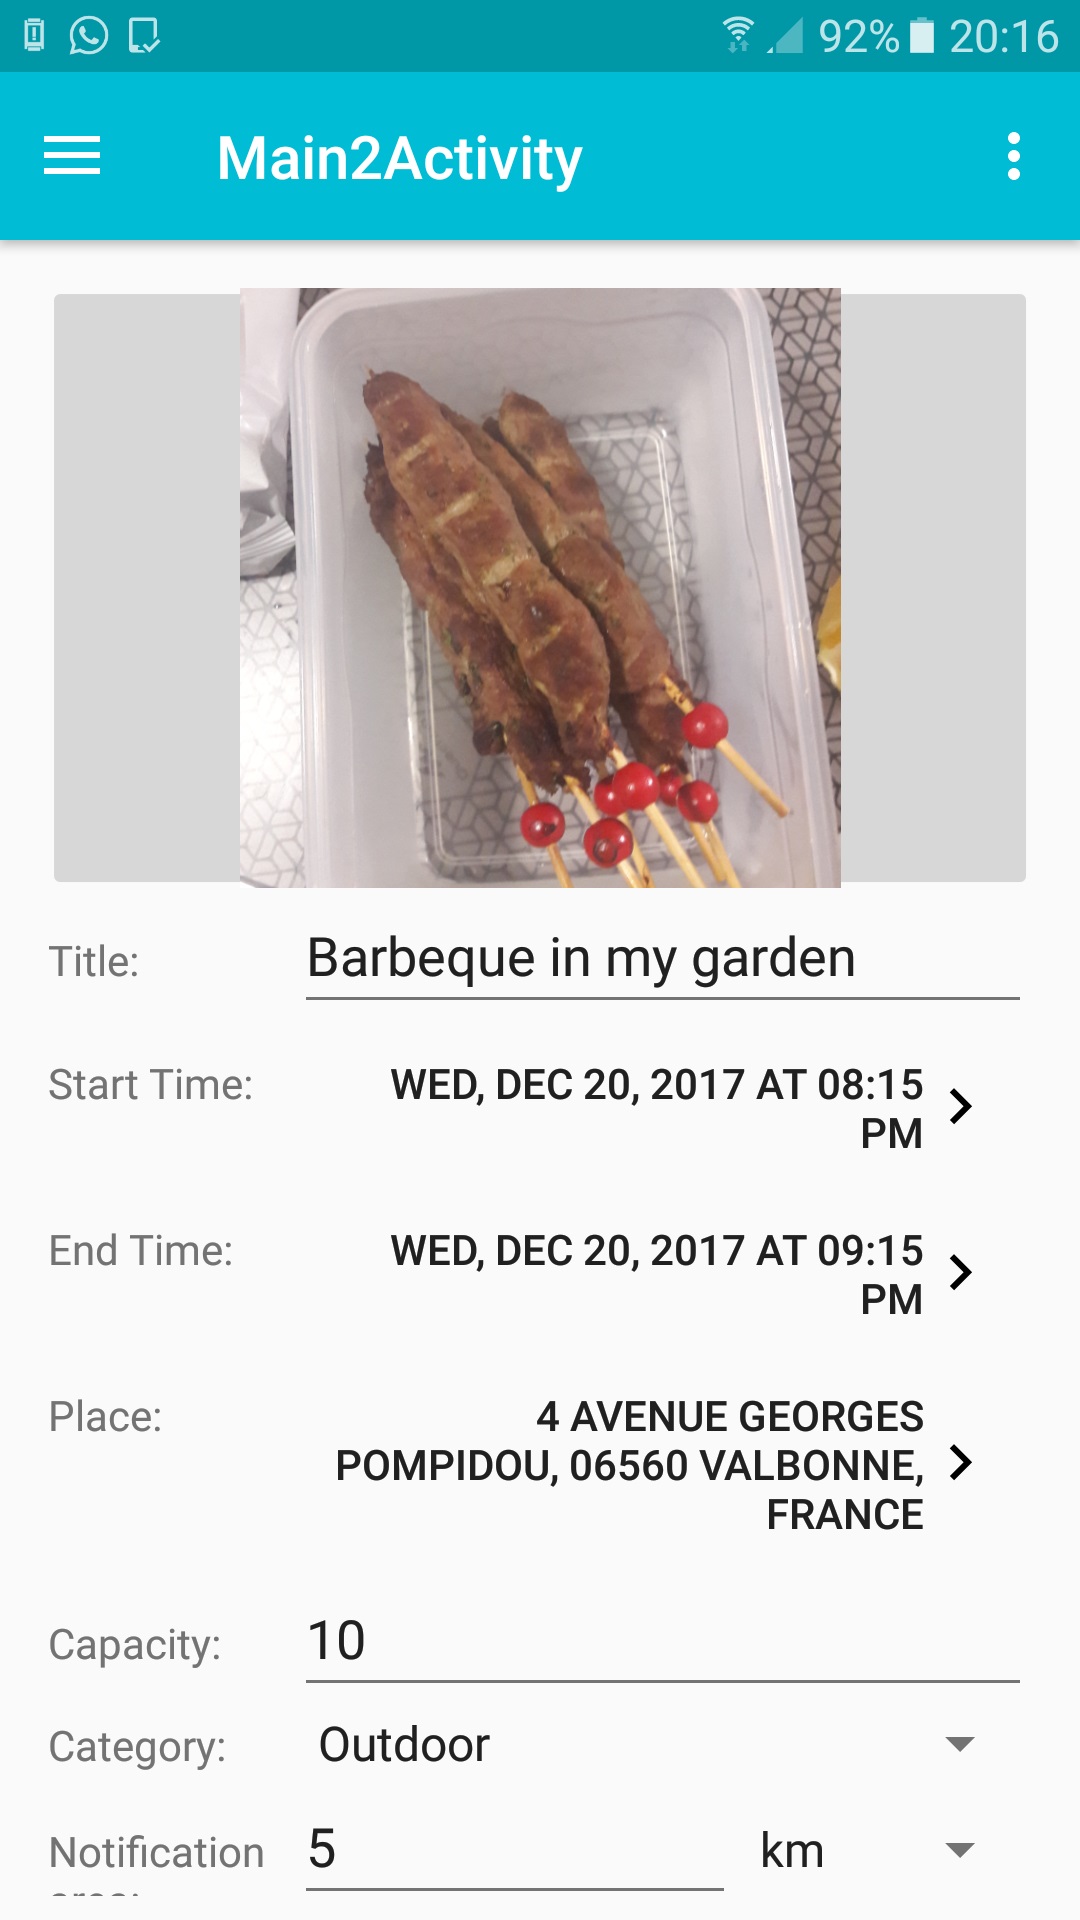 92% 20:16
Main2Activity
Title: Barbeque in my garden
Start Time: WED, DEC 20, 2017 AT 08:15
PM
End Time: WED, DEC 20, 2017 AT 09:15
PM
Place: 4 AVENUE GEORGES
POMPIDOU, 06560 VALBONNE,
FRANCE
Capacity: 10
Category: Outdoor
Notification 5 km
area: